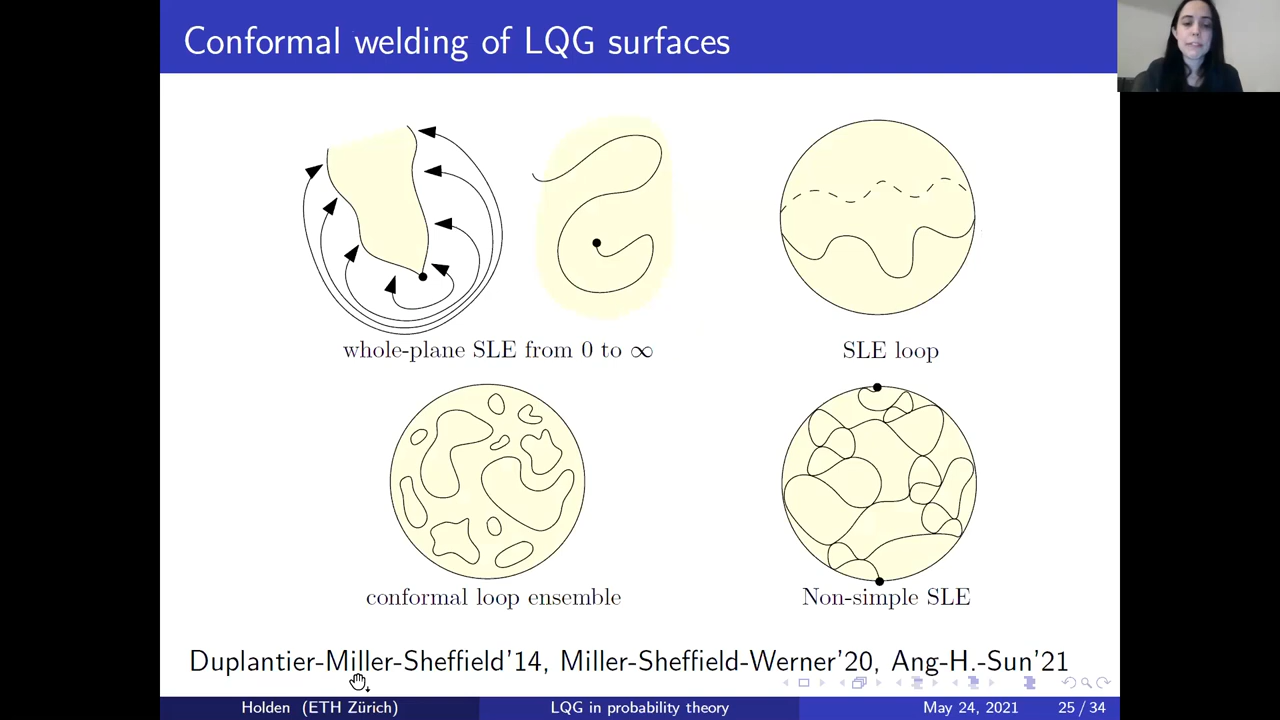 Conformal welding of LQG surfaces
whole-plane SLE from 0 to ∞
SLE loop
conformal loop ensemble
Non-simple SLE
Duplantier-Miller-Sheffield'14, Miller-Sheffield-Werner'20, Ang-H.-Sun'21
Holden (ETH Zürich)
LQG in probability theory
May 24, 2021
25 / 34